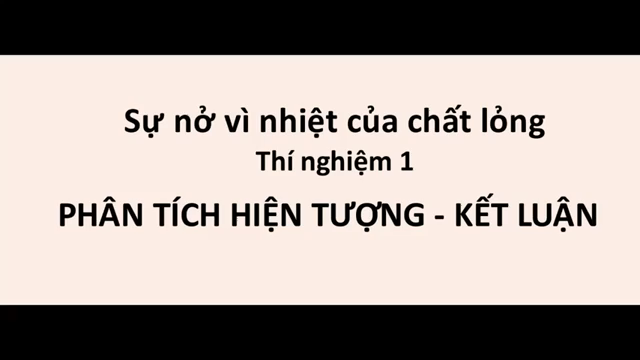 Sự nở vì nhiệt của chất lỏng
Thí nghiệm 1
PHÂN TÍCH HIỆN TƯỢNG - KẾT LUẬN